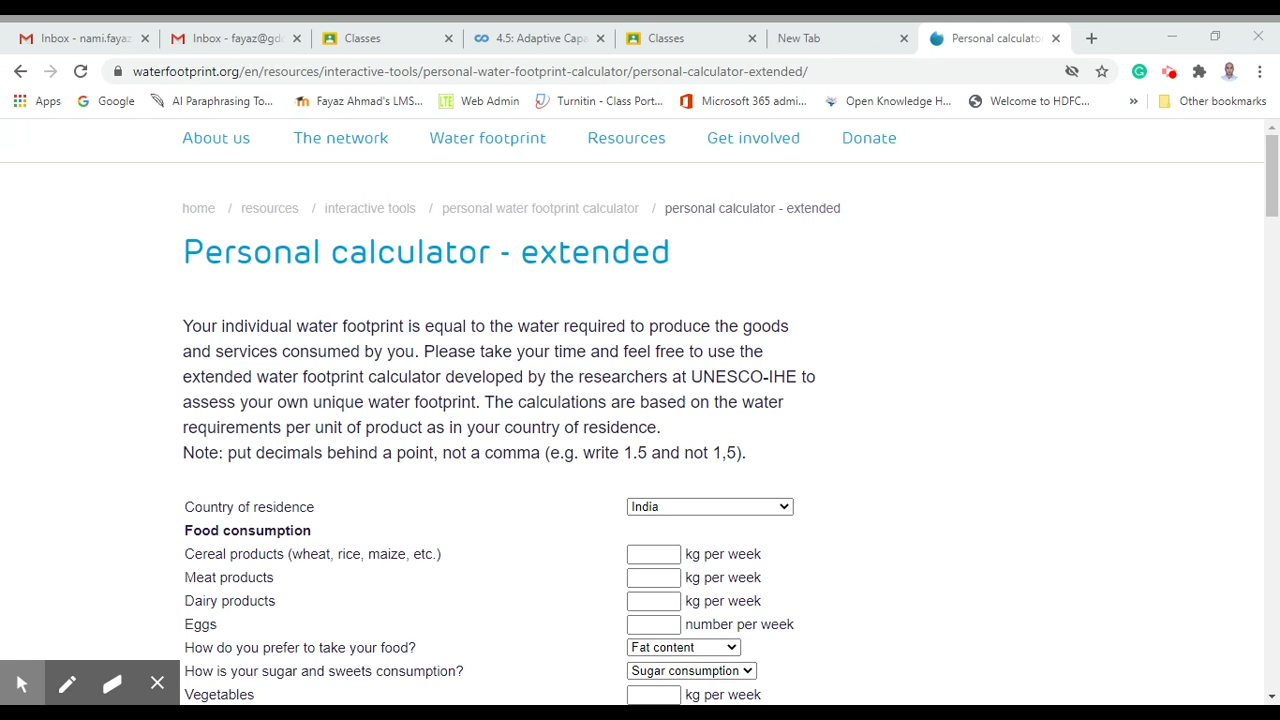 Inbox - nami.fayaz
Inbox - fayaz@gd
Classes
4.5: Adaptive Capa
Classes
New Tab
Personal calculato
waterfootprint.org/en/resources/interactive-tools/personal-water-footprint-calculator/personal-calculator-extended/
Apps
Google
AI Paraphrasing To...
Fayaz Ahmad's LMS...
LTE Web Admin
Turnitin - Class Port...
Microsoft 365 admi...
Open Knowledge H...
Welcome to HDFC...
»
Other bookmarks
About us
The network
Water footprint
Resources
Get involved
Donate
home / resources / interactive tools / personal water footprint calculator / personal calculator - extended
Personal calculator - extended
Your individual water footprint is equal to the water required to produce the goods
and services consumed by you. Please take your time and feel free to use the
extended water footprint calculator developed by the researchers at UNESCO-IHE to
assess your own unique water footprint. The calculations are based on the water
requirements per unit of product as in your country of residence.
Note: put decimals behind a point, not a comma (e.g. write 1.5 and not 1,5).
Country of residence India
Food consumption
Cereal products (wheat, rice, maize, etc.) kg per week
Meat products kg per week
Dairy products kg per week
Eggs number per week
How do you prefer to take your food? Fat content
How is your sugar and sweets consumption? Sugar consumption
Vegetables kg per week